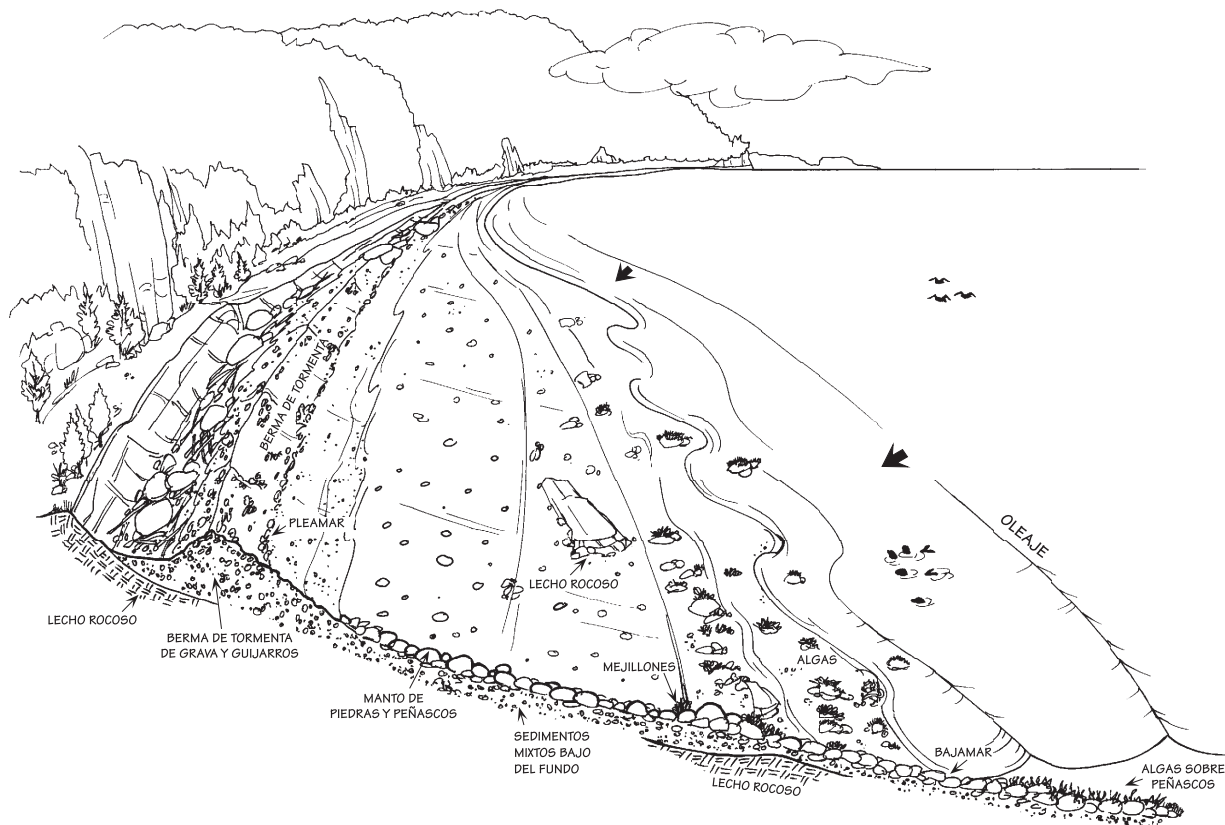 BERMA DE TORMENTA
PLEAMAR
OLEAJE
LECHO ROCOSO
LECHO ROCOSO
BERMA DE TORMENTA
DE GRAVA Y GUIJARROS
MEJILLONES
ALGAS
MANTO DE
PIEDRAS Y PEÑASCOS
SEDIMENTOS
MIXTOS BAJO
DEL FUNDO
BAJAMAR
LECHO ROCOSO
ALGAS SOBRE
PEÑASCOS